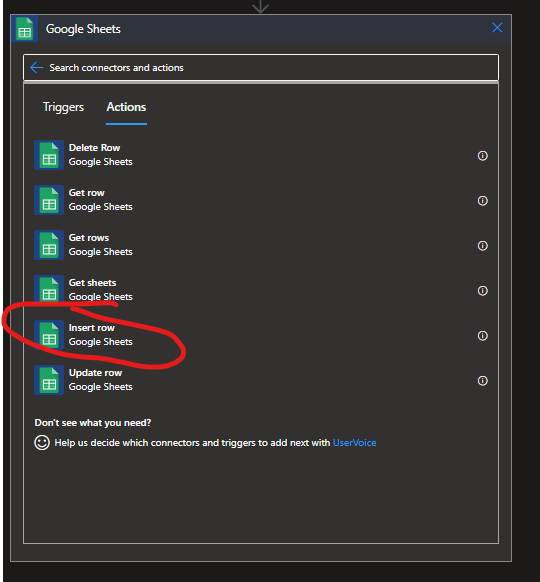 Google Sheets
Search connectors and actions
Triggers Actions
Delete Row
Google Sheets
Get row
Google Sheets
Get rows
Google Sheets
Get sheets
Google Sheets
Insert row
Google Sheets
Update row
Google Sheets
Don't see what you need?
Help us decide which connectors and triggers to add next with UserVoice